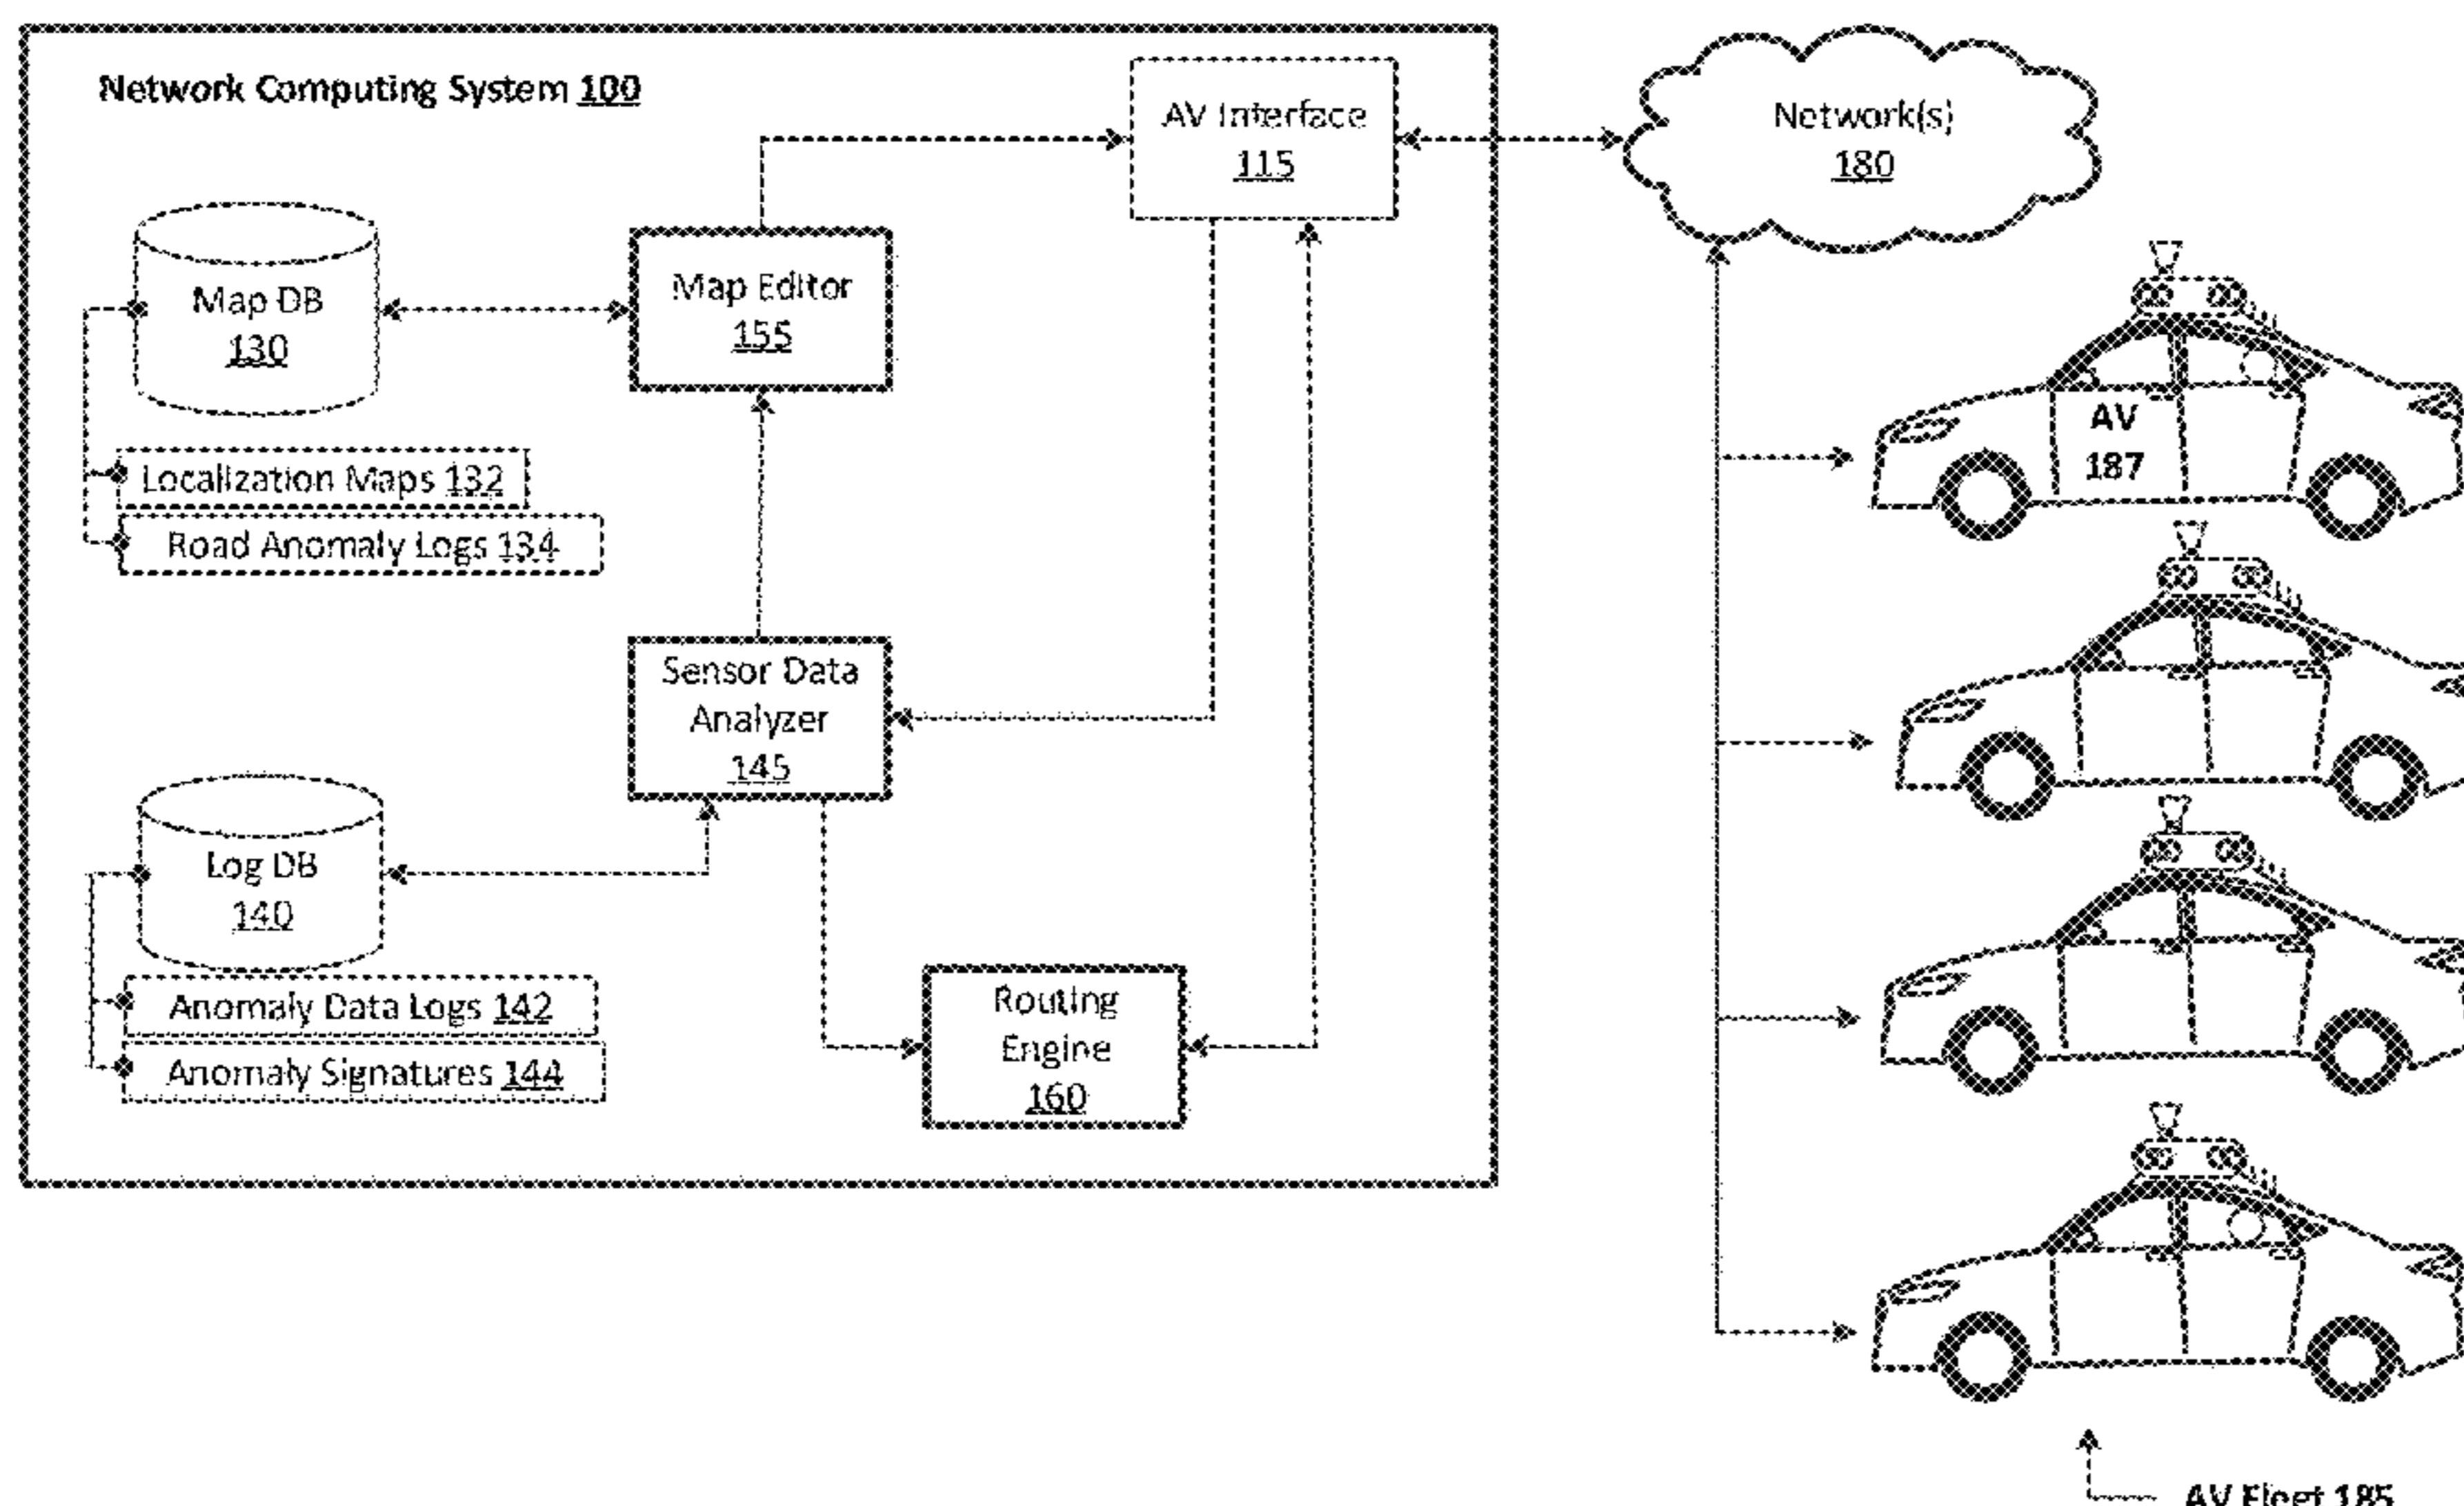 Network Computing System 100
AV Interface
115
Network(s)
180
Map DB
130
Map Editor
155
Localization Maps 132
Road Anomaly Logs 134
AV
187
Sensor Data
Analyzer
145
Log DB
140
Anomaly Data Logs 142
Anomaly Signatures 144
Routing
Engine
160
AV Fleet 185